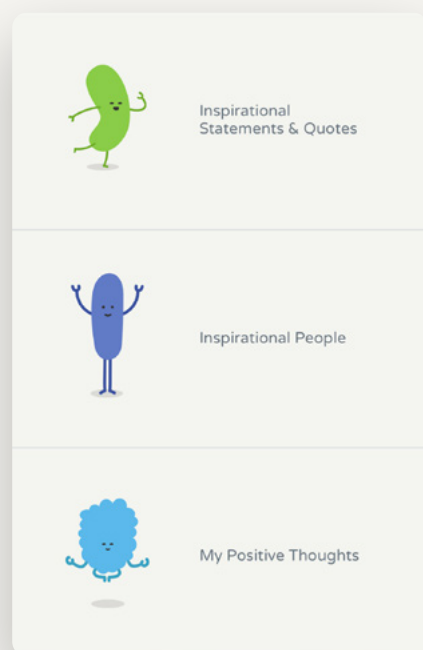 Inspirational
Statements & Quotes
Inspirational People
My Positive Thoughts